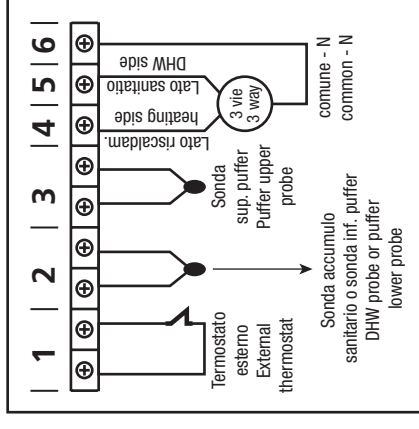 1 2 3 4 5 6
Termostato
esterno
External
thermostat
Sonda accumulo
sanitario o sonda inf. puffer
DHW probe or puffer
lower probe
Sonda
sup. puffer
Puffer upper
probe
Lato riscaldam.
heating side
Lato sanitatio
DHW side
3 vie
3 way
comune - N
common - N